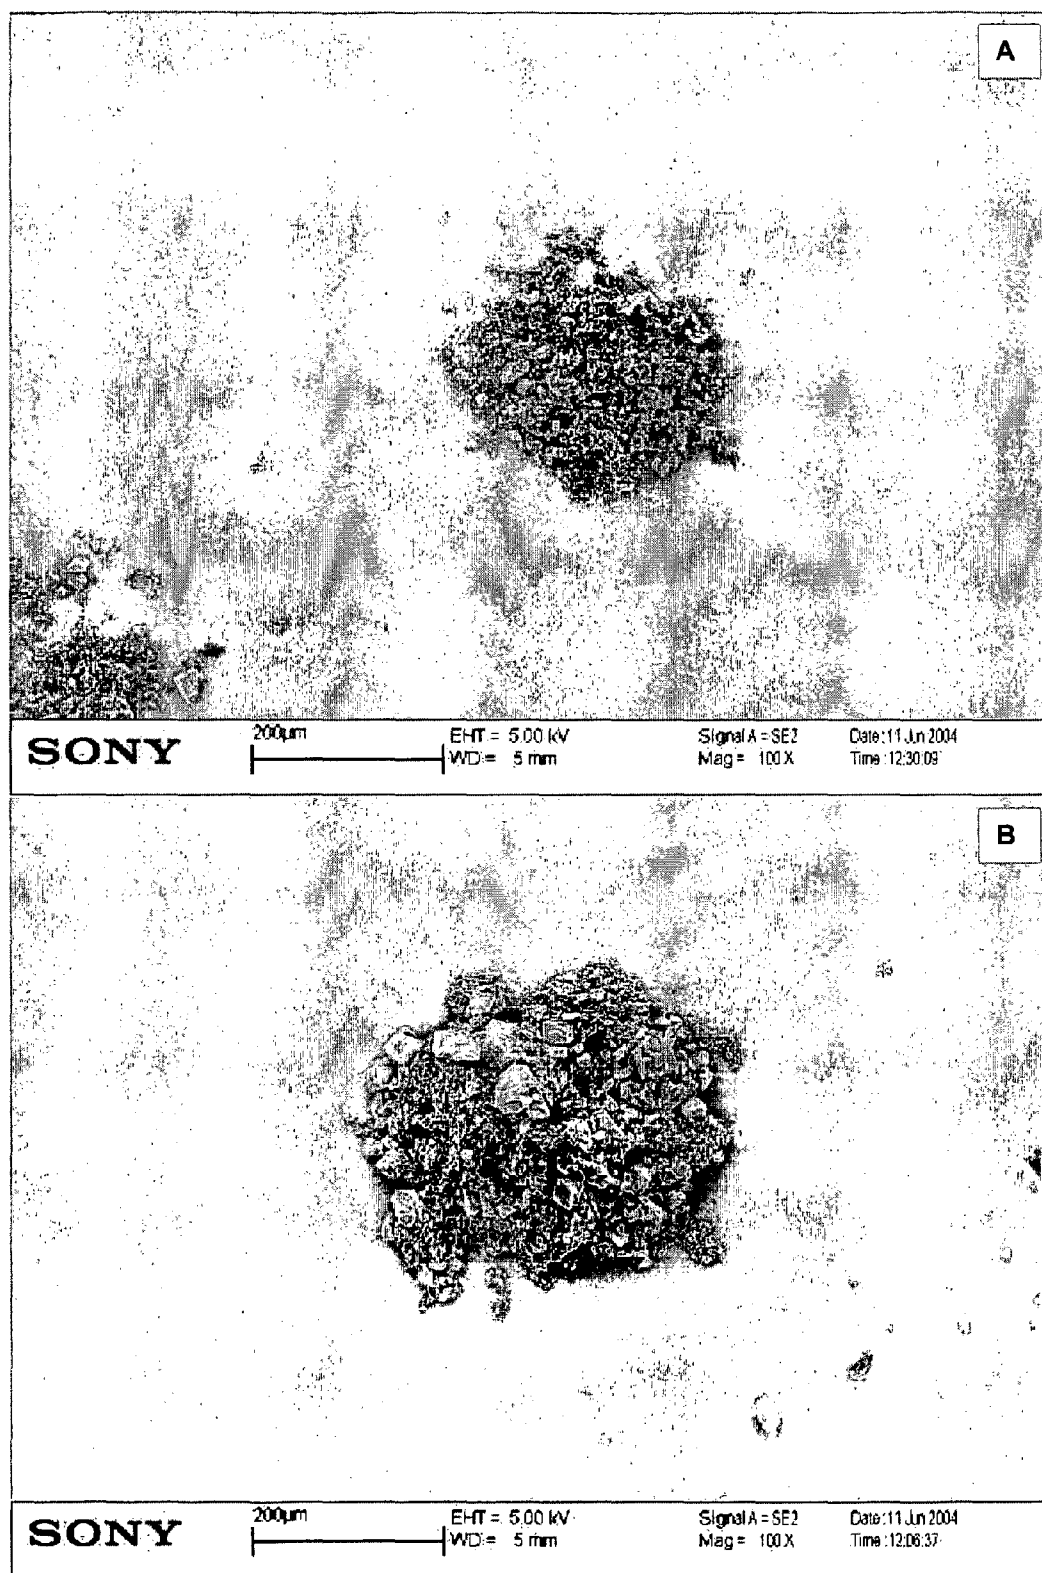 A
SONY
200µm
EHT = 5.00 kV
WD = 5 mm
Signal A = SE2
Mag = 100 X
Date :11 Jun 2004
Time :12:30:09
B
SONY
200µm
EHT = 5.00 kV
WD = 5 mm
Signal A = SE2
Mag = 100 X
Date :11 Jun 2004
Time :12:06:37